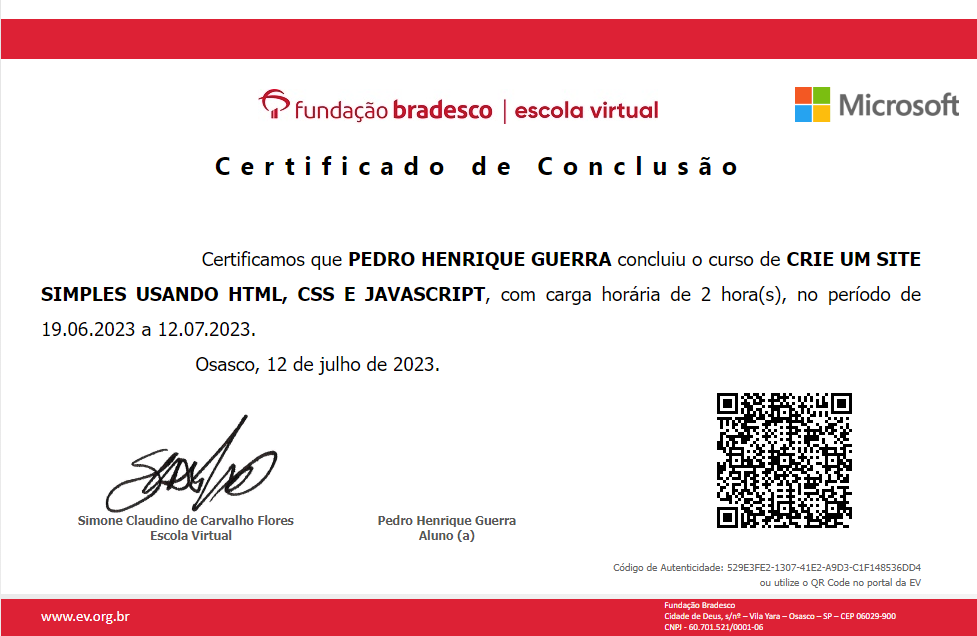 fundação bradesco | escola virtual
Microsoft
Certificado de Conclusão
Certificamos que PEDRO HENRIQUE GUERRA concluiu o curso de CRIE UM SITE
SIMPLES USANDO HTML, CSS E JAVASCRIPT, com carga horária de 2 hora(s), no período de
19.06.2023 a 12.07.2023.
Osasco, 12 de julho de 2023.
Simone Claudino de Carvalho Flores
Escola Virtual
Pedro Henrique Guerra
Aluno (a)
Código de Autenticidade: 529E3FE2-1307-41E2-A9D3-C1F148536DD4
ou utilize o QR Code no portal da EV
www.ev.org.br
Fundação Bradesco
Cidade de Deus, s/nº – Vila Yara – Osasco – SP – CEP 06029-900
CNPJ - 60.701.521/0001-06